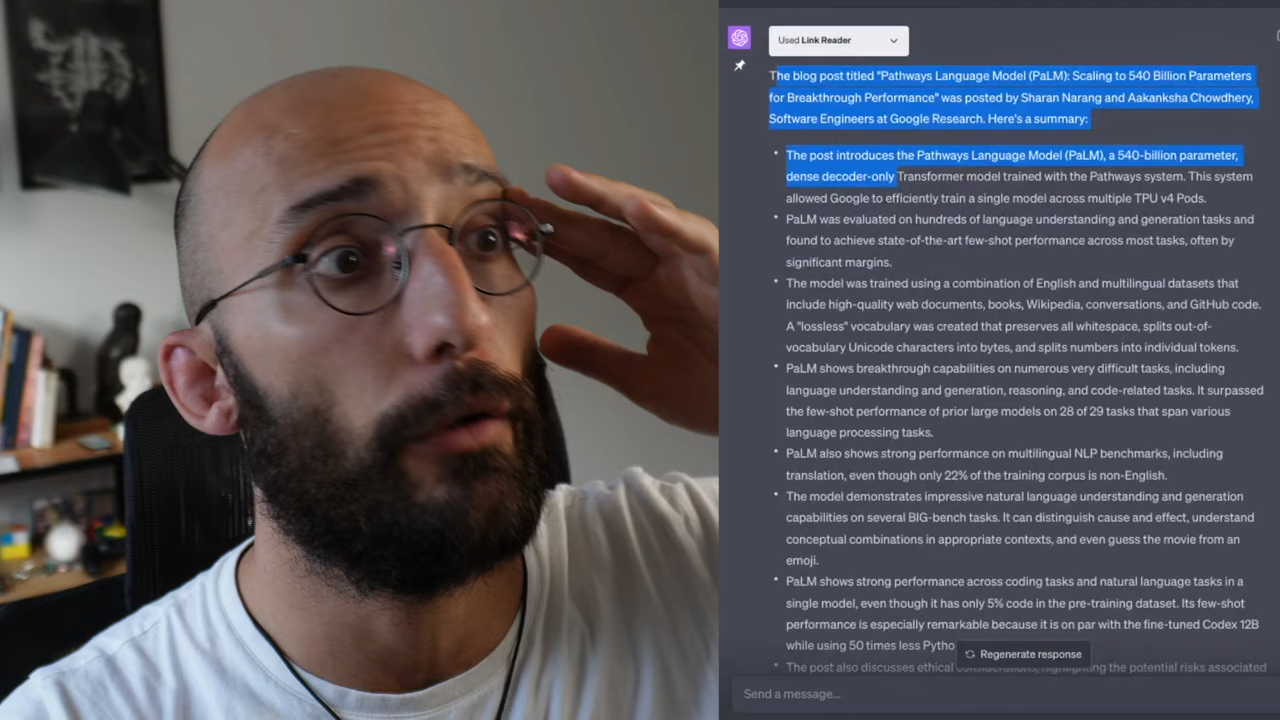 Used Link Reader
The blog post titled "Pathways Language Model (PaLM): Scaling to 540 Billion Parameters
for Breakthrough Performance" was posted by Sharan Narang and Aakanksha Chowdhery,
Software Engineers at Google Research. Here's a summary:
• The post introduces the Pathways Language Model (PaLM), a 540-billion parameter,
dense decoder-only Transformer model trained with the Pathways system. This system
allowed Google to efficiently train a single model across multiple TPU v4 Pods.
• PaLM was evaluated on hundreds of language understanding and generation tasks and
found to achieve state-of-the-art few-shot performance across most tasks, often by
significant margins.
• The model was trained using a combination of English and multilingual datasets that
include high-quality web documents, books, Wikipedia, conversations, and GitHub code.
A "lossless" vocabulary was created that preserves all whitespace, splits out-of-
vocabulary Unicode characters into bytes, and splits numbers into individual tokens.
• PaLM shows breakthrough capabilities on numerous very difficult tasks, including
language understanding and generation, reasoning, and code-related tasks. It surpassed
the few-shot performance of prior large models on 28 of 29 tasks that span various
language processing tasks.
• PaLM also shows strong performance on multilingual NLP benchmarks, including
translation, even though only 22% of the training corpus is non-English.
• The model demonstrates impressive natural language understanding and generation
capabilities on several BIG-bench tasks. It can distinguish cause and effect, understand
conceptual combinations in appropriate contexts, and even guess the movie from an
emoji.
• PaLM shows strong performance across coding tasks and natural language tasks in a
single model, even though it has only 5% code in the pre-training dataset. Its few-shot
performance is especially remarkable because it is on par with the fine-tuned Codex 12B
while using 50 times less Pytho
Regenerate response
• The post also discusses ethical considerations, highlighting the potential risks associated
Send a message...